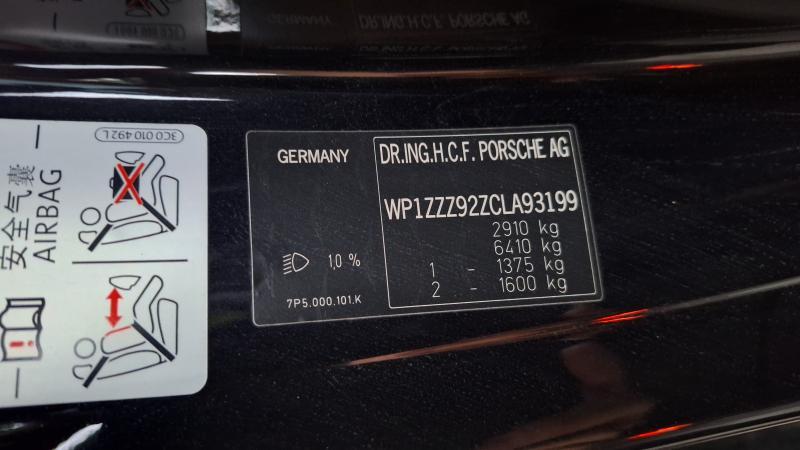 3C0 010 492 L
安全气囊
AIRBAG
GERMANY
DR.ING.H.C.F. PORSCHE AG
WP1ZZZ92ZCLA93199
2910 kg
6410 kg
1 - 1375 kg
2 - 1600 kg
1,0 %
7P5.000.101.K